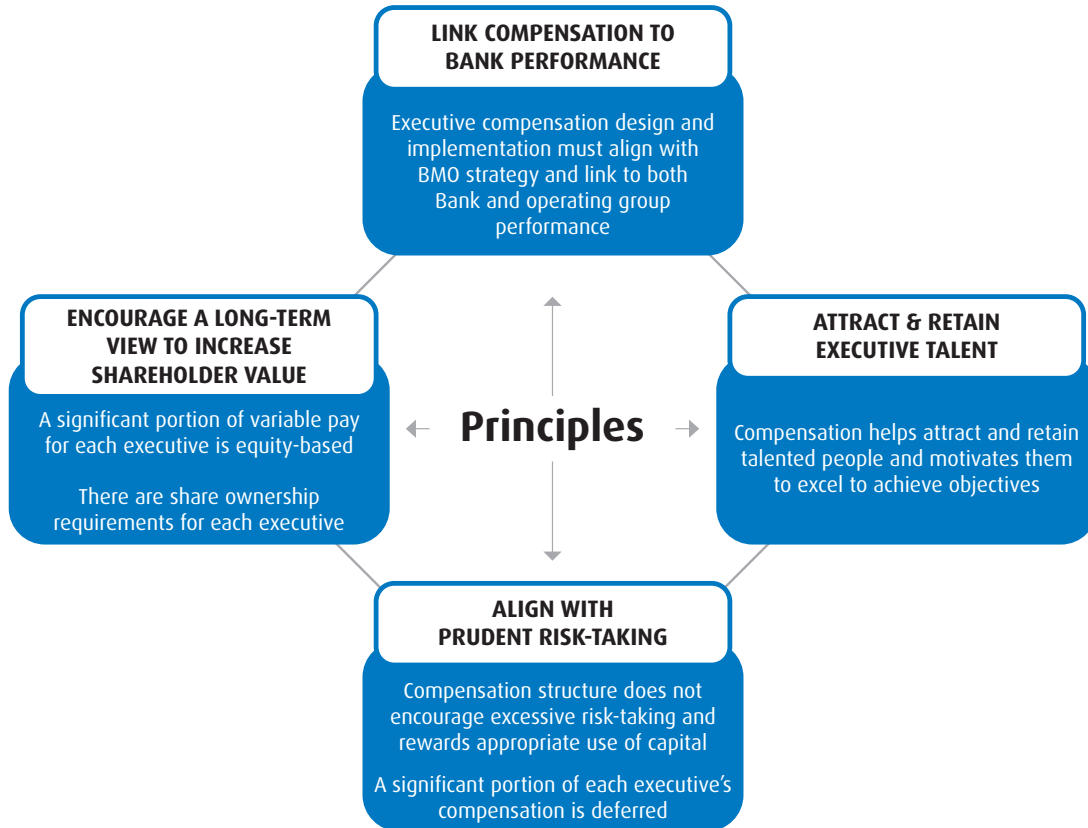 LINK COMPENSATION TO
BANK PERFORMANCE
Executive compensation design and
implementation must align with
BMO strategy and link to both
Bank and operating group
performance
ENCOURAGE A LONG-TERM
VIEW TO INCREASE
SHAREHOLDER VALUE
A significant portion of variable pay
for each executive is equity-based
There are share ownership
requirements for each executive
Principles
ATTRACT & RETAIN
EXECUTIVE TALENT
Compensation helps attract and retain
talented people and motivates them
to excel to achieve objectives
ALIGN WITH
PRUDENT RISK-TAKING
Compensation structure does not
encourage excessive risk-taking and
rewards appropriate use of capital
A significant portion of each executive’s
compensation is deferred